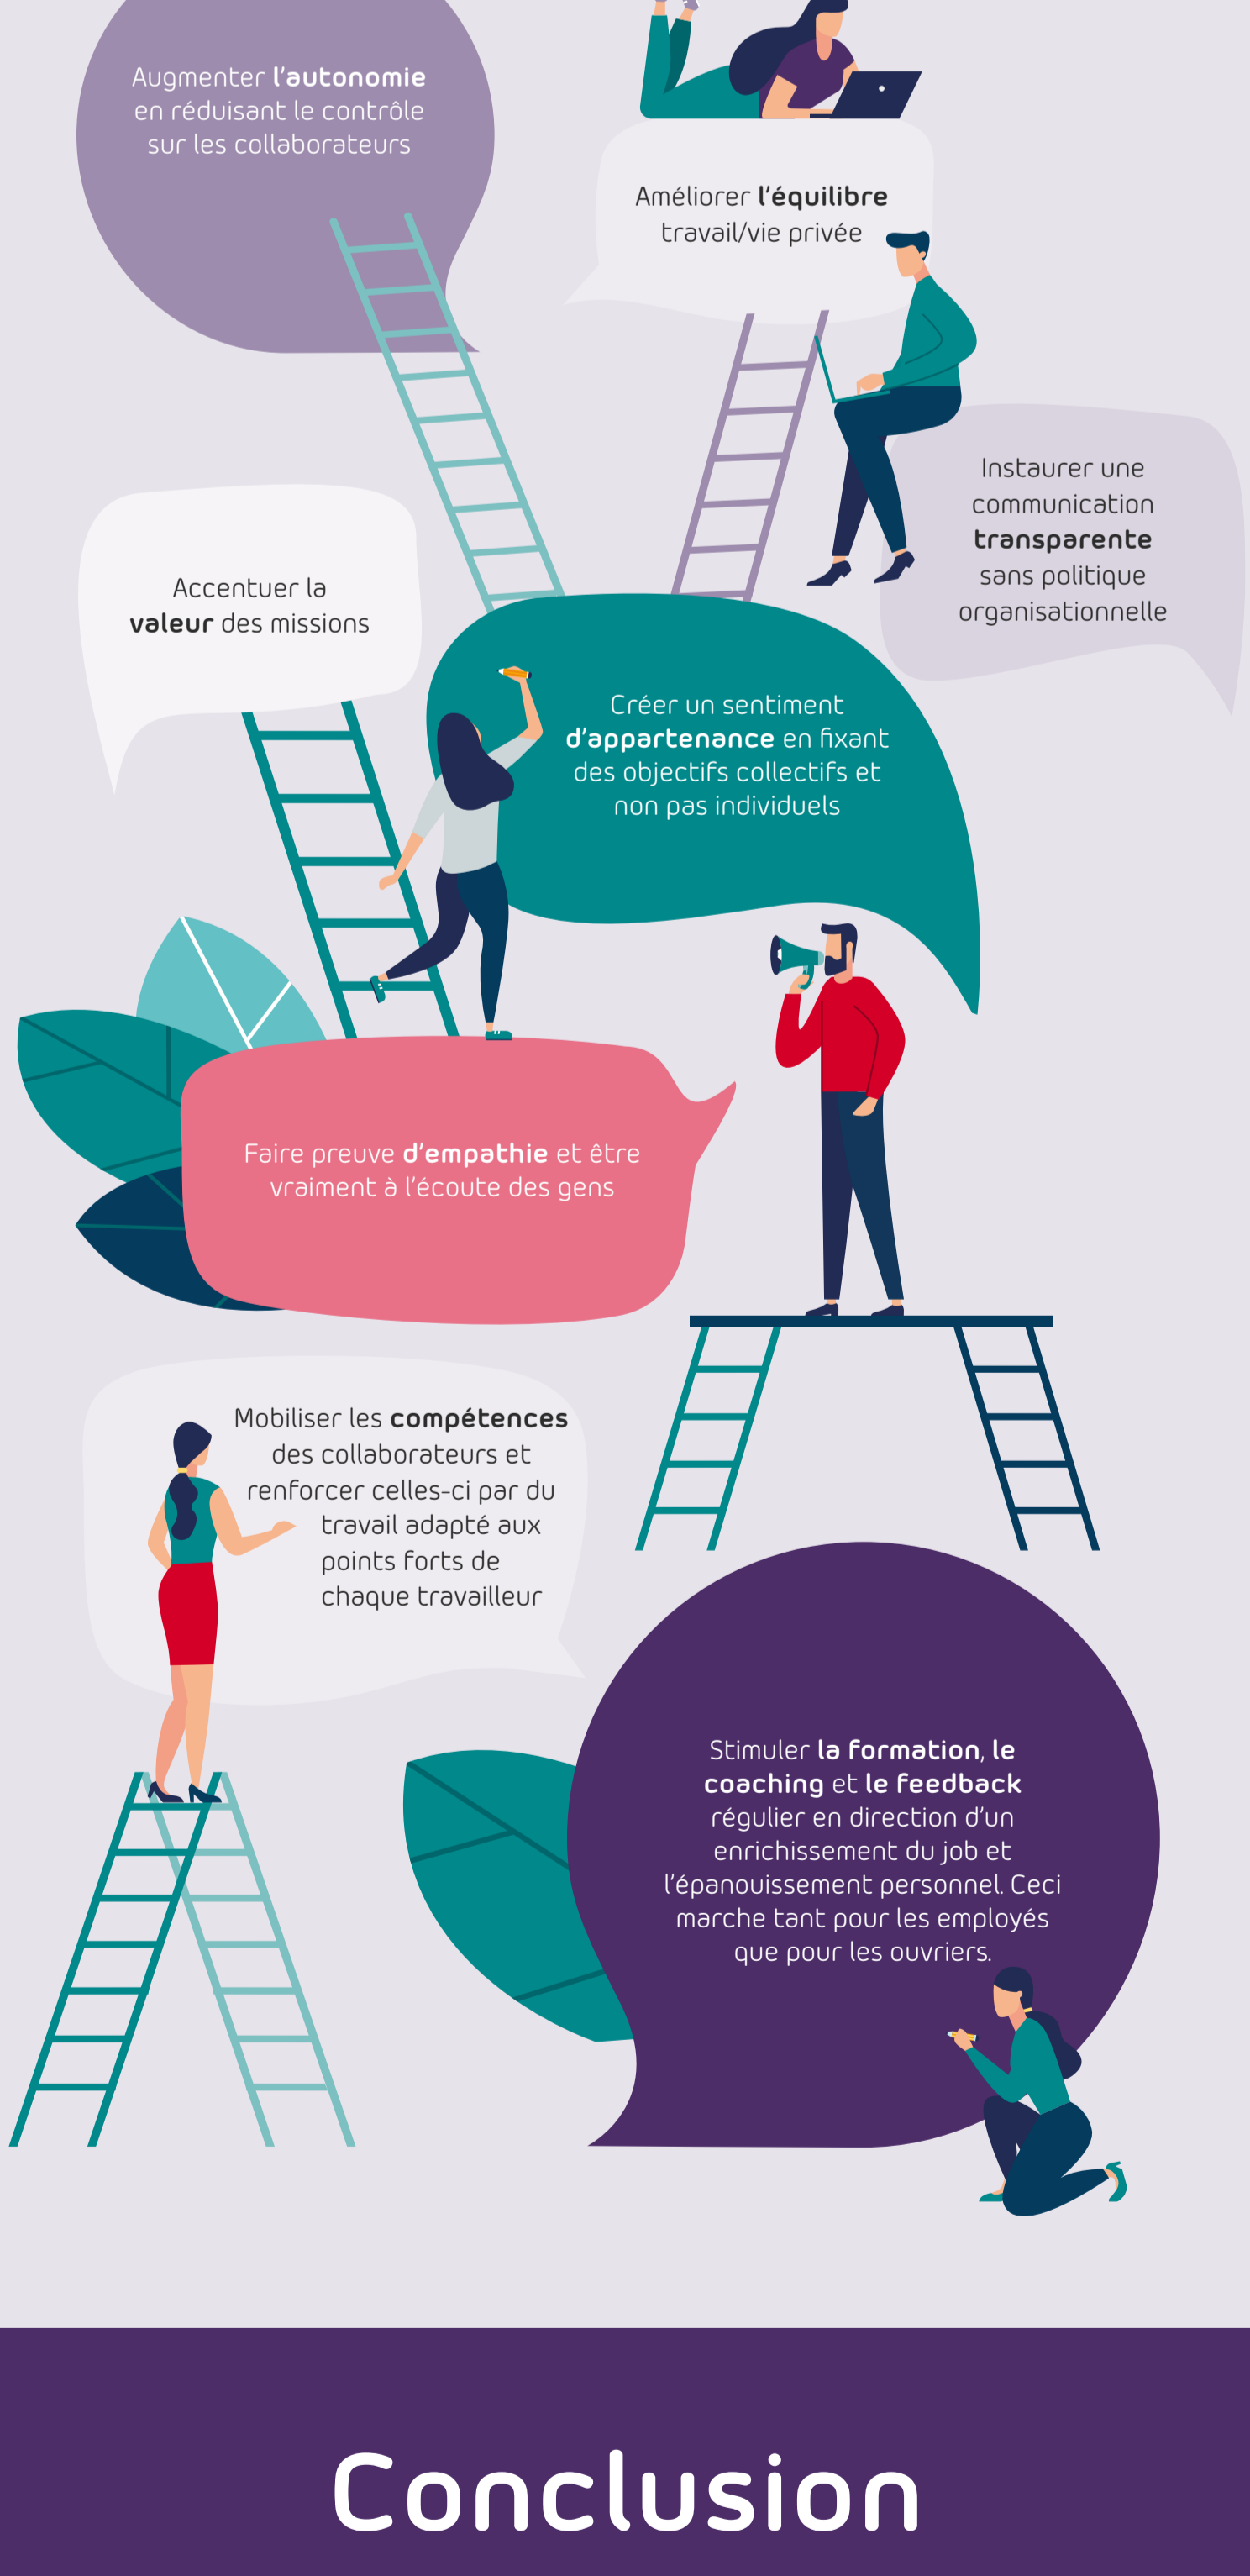 Augmenter l'autonomie
en réduisant le contrôle
sur les collaborateurs
Améliorer l'équilibre
travail/vie privée
Instaurer une
communication
transparente
sans politique
organisationnelle
Accentuer la
valeur des missions
Créer un sentiment
d'appartenance en fixant
des objectifs collectifs et
non pas individuels
Faire preuve d'empathie et être
vraiment à l'écoute des gens
Mobiliser les compétences
des collaborateurs et
renforcer celles-ci par du
travail adapté aux
points forts de
chaque travailleur
Stimuler la formation, le
coaching et le feedback
régulier en direction d'un
enrichissement du job et
l'épanouissement personnel. Ceci
marche tant pour les employés
que pour les ouvriers.
Conclusion